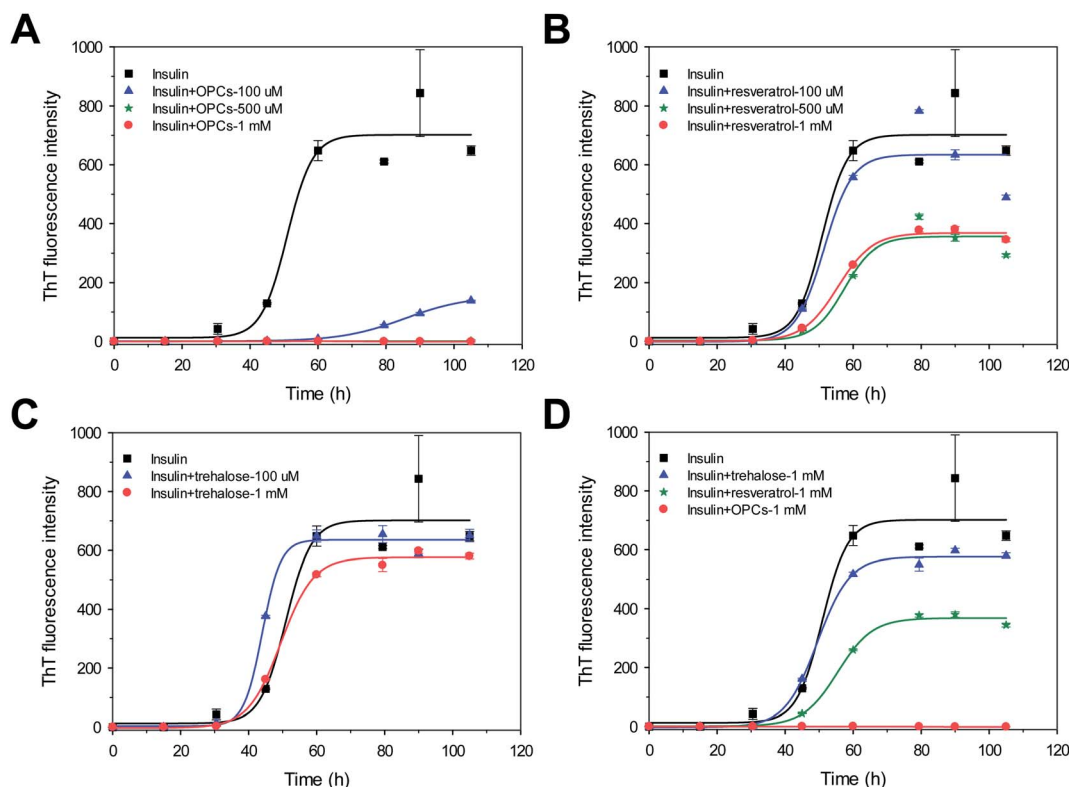 A
1000
800
600
400
200
0
0 20 40 60 80 100 120
ThT fluorescence intensity
Time (h)
Insulin
Insulin+OPCs-100 uM
Insulin+OPCs-500 uM
Insulin+OPCs-1 mM
B
1000
800
600
400
200
0
0 20 40 60 80 100 120
ThT fluorescence intensity
Time (h)
Insulin
Insulin+resveratrol-100 uM
Insulin+resveratrol-500 uM
Insulin+resveratrol-1 mM
C
1000
800
600
400
200
0
0 20 40 60 80 100 120
ThT fluorescence intensity
Time (h)
Insulin
Insulin+trehalose-100 uM
Insulin+trehalose-1 mM
D
1000
800
600
400
200
0
0 20 40 60 80 100 120
ThT fluorescence intensity
Time (h)
Insulin
Insulin+trehalose-1 mM
Insulin+resveratrol-1 mM
Insulin+OPCs-1 mM